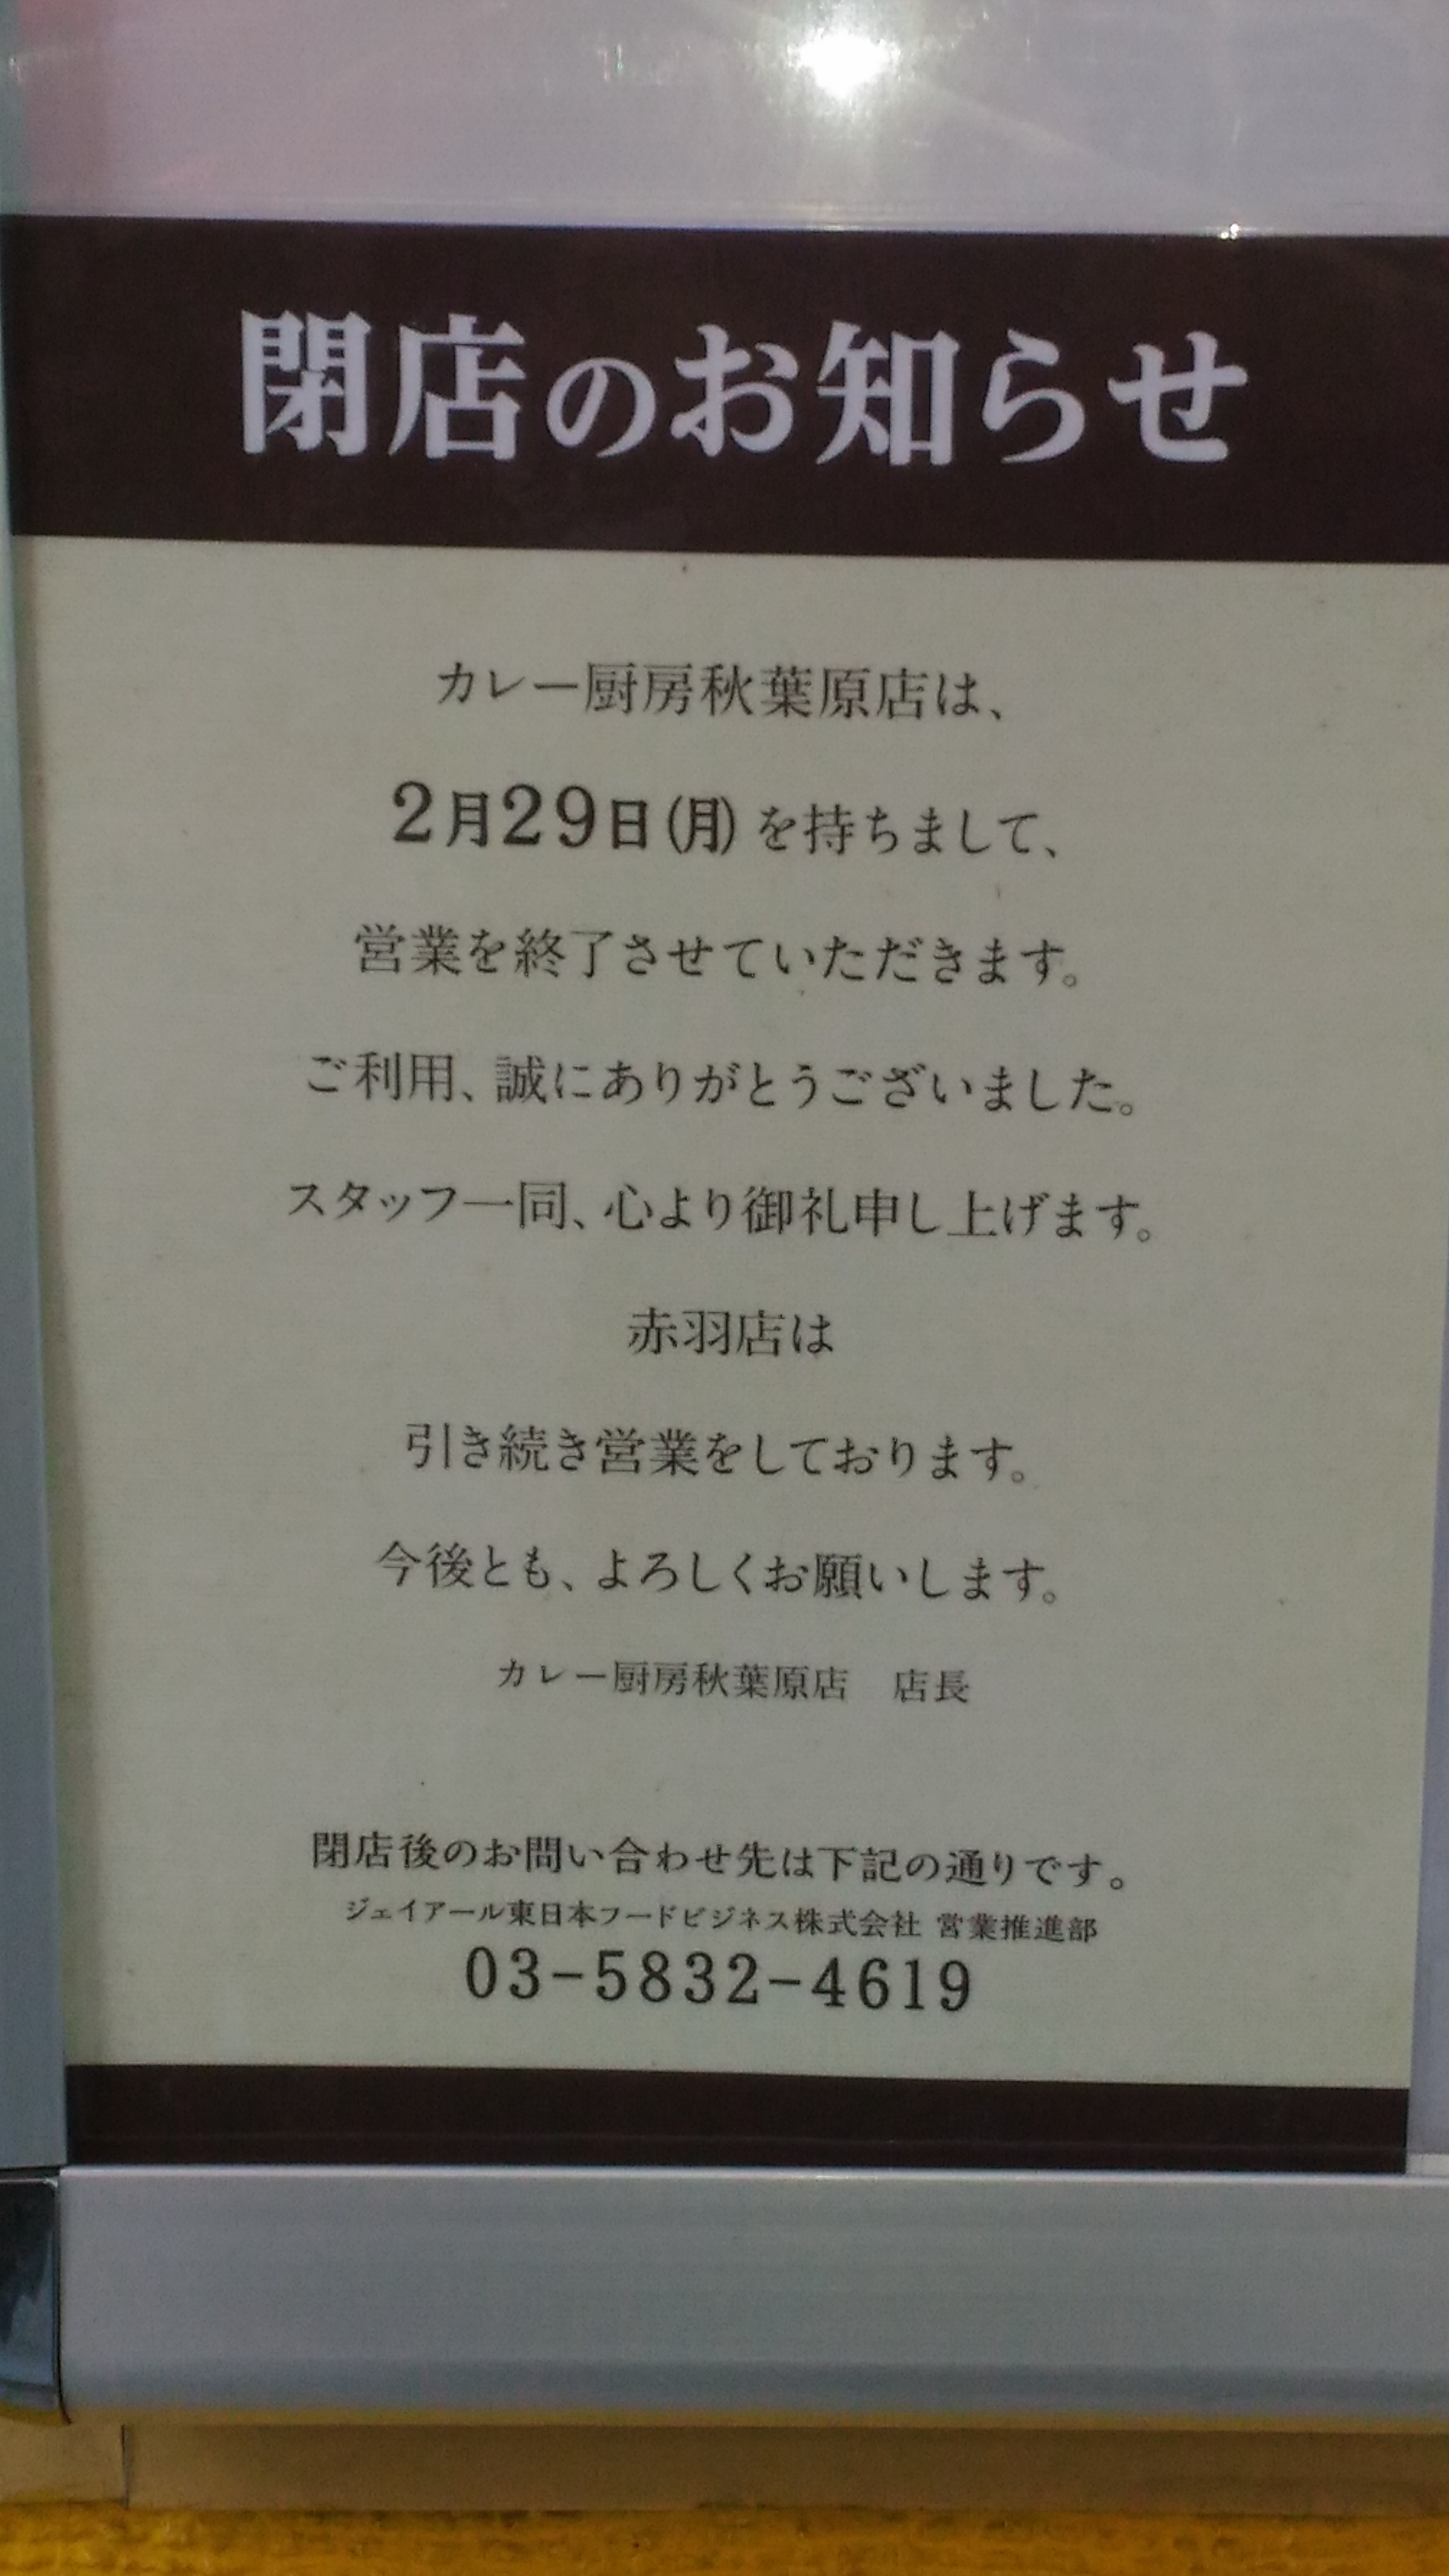 閉店のお知らせ
カレー厨房秋葉原店は、
2月29日(月)を持ちまして、
営業を終了させていただきます。
ご利用、誠にありがとうございました。
スタッフ一同、心より御礼申し上げます。
赤羽店は
引き続き営業をしております。
今後とも、よろしくお願いします。
カレー厨房秋葉原店　店長
閉店後のお問い合わせ先は下記の通りです。
ジェイアール東日本フードビジネス株式会社 営業推進部
03-5832-4619